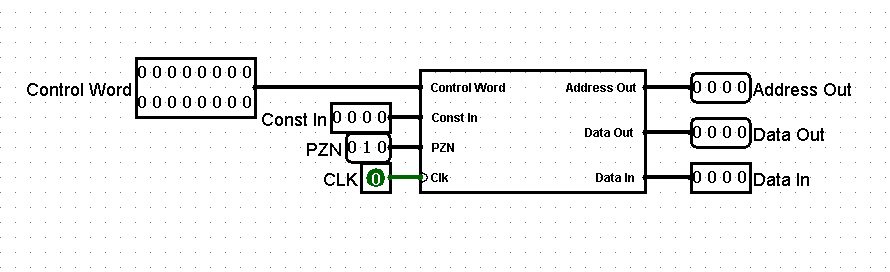 Control Word 0 0 0 0 0 0 0 0
0 0 0 0 0 0 0 0
Const In 0 0 0 0
PZN 0 1 0
CLK 0
Control Word
Const In
PZN
Clk
Address Out
Data Out
Data In
0 0 0 0 Address Out
0 0 0 0 Data Out
0 0 0 0 Data In